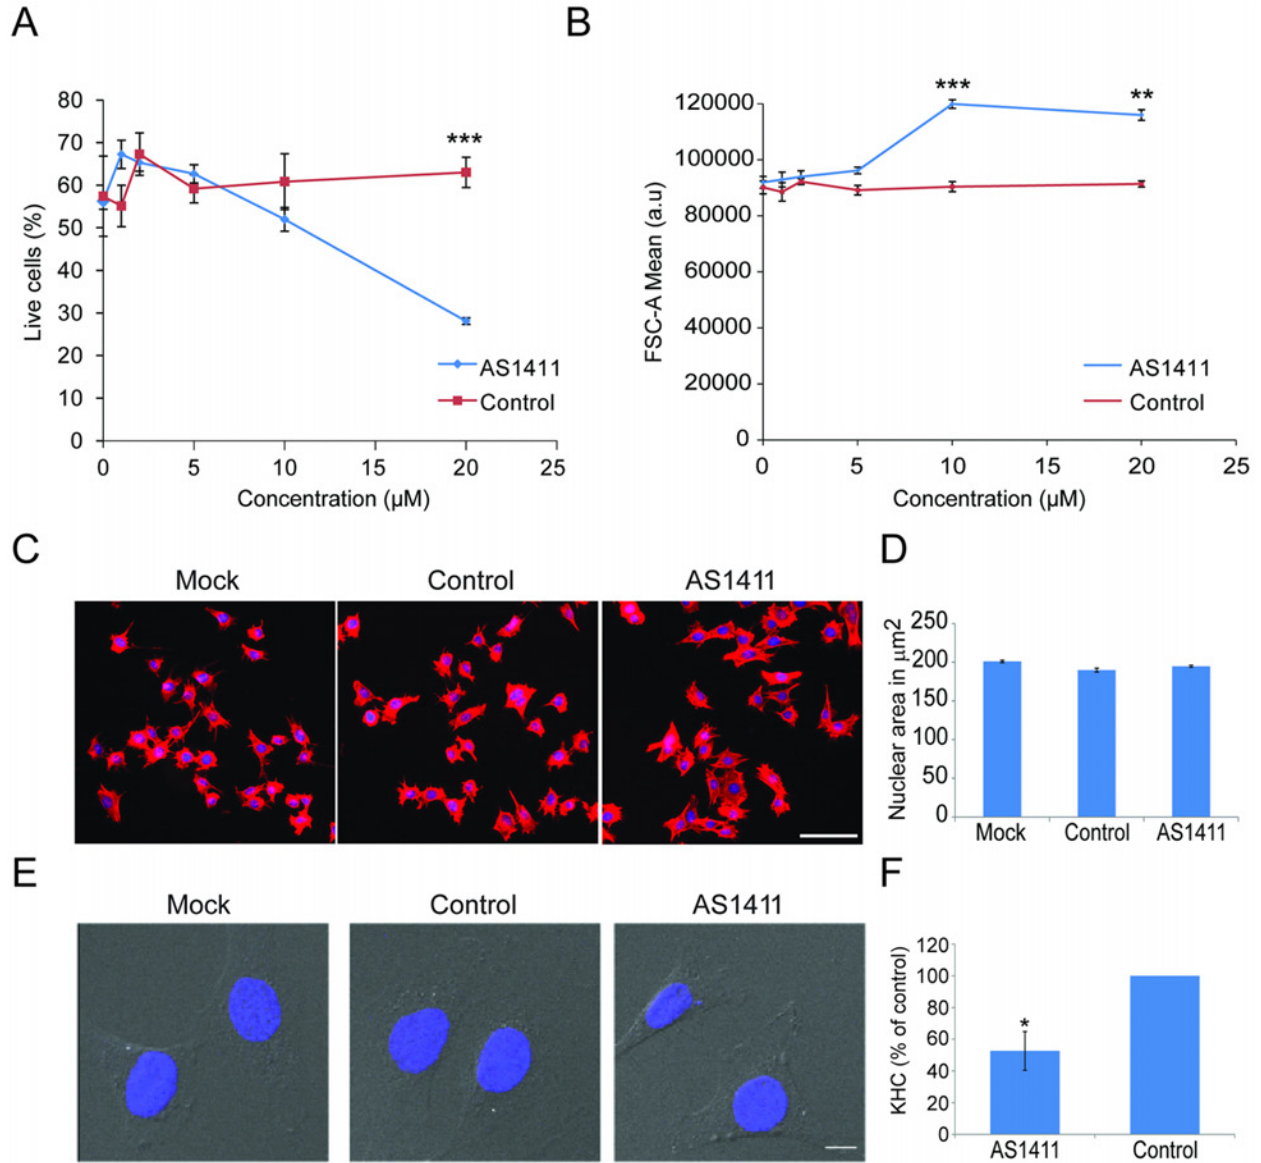 A
B
80
70
60
50
40
30
20
10
0
Live cells (%)
***
AS1411
Control
0 5 10 15 20 25
Concentration (µM)
120000
100000
80000
60000
40000
20000
0
FSC-A Mean (a.u)
***
**
AS1411
Control
0 5 10 15 20 25
Concentration (µM)
C
Mock Control AS1411
D
250
200
150
100
50
0
Nuclear area in µm2
Mock Control AS1411
E
Mock Control AS1411
F
120
100
80
60
40
20
0
KHC (% of control)
*
AS1411 Control